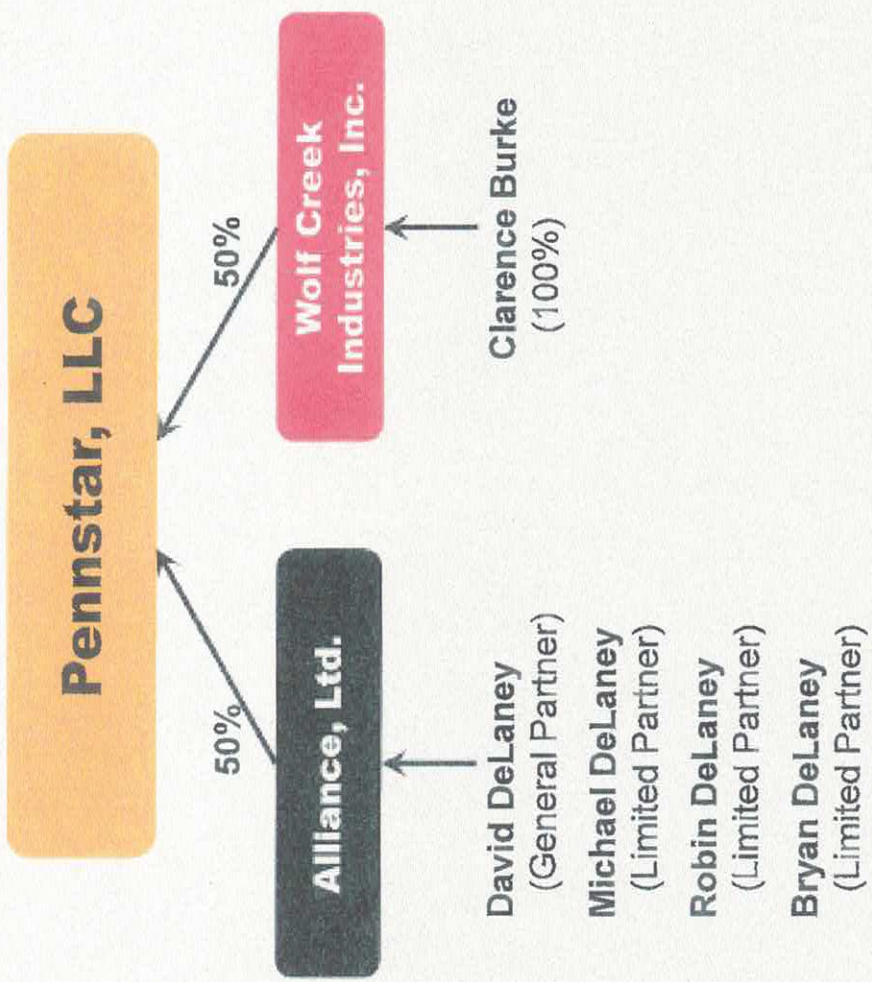 Pennstar, LLC
50%
50%
Alliance, Ltd.
Wolf Creek
Industries, Inc.
David DeLaney
(General Partner)
Michael DeLaney
(Limited Partner)
Robin DeLaney
(Limited Partner)
Bryan DeLaney
(Limited Partner)
Clarence Burke
(100%)